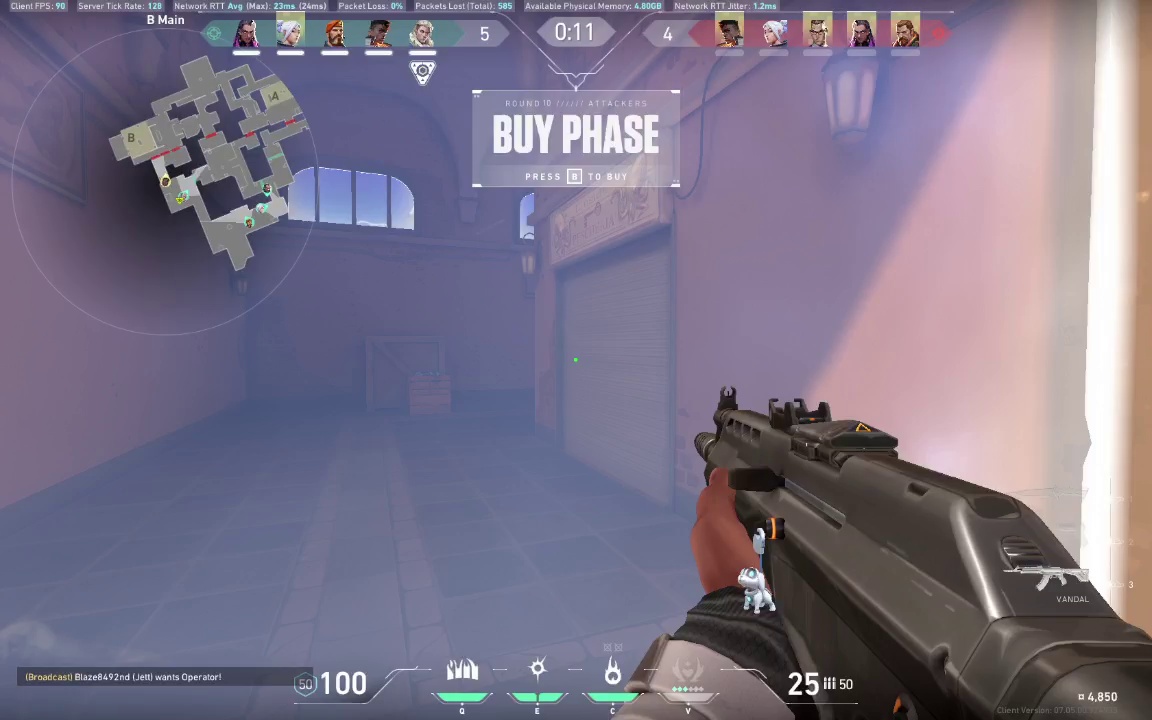 Client FPS: 90 Server Tick Rate: 128 Network RTT Avg (Max): 23ms (24ms) Packet Loss: 0% Packets Lost (Total): 585 Available Physical Memory: 4.80GB Network RTT Jitter: 1.2ms
B Main
5 0:11 4
ROUND 10 ////// ATTACKERS
BUY PHASE
PRESS B TO BUY
A
B
3
VANDAL
(Broadcast) Blaze8492nd (Jett) wants Operator!
50 100 25 50
Q E C V
¤ 4,850